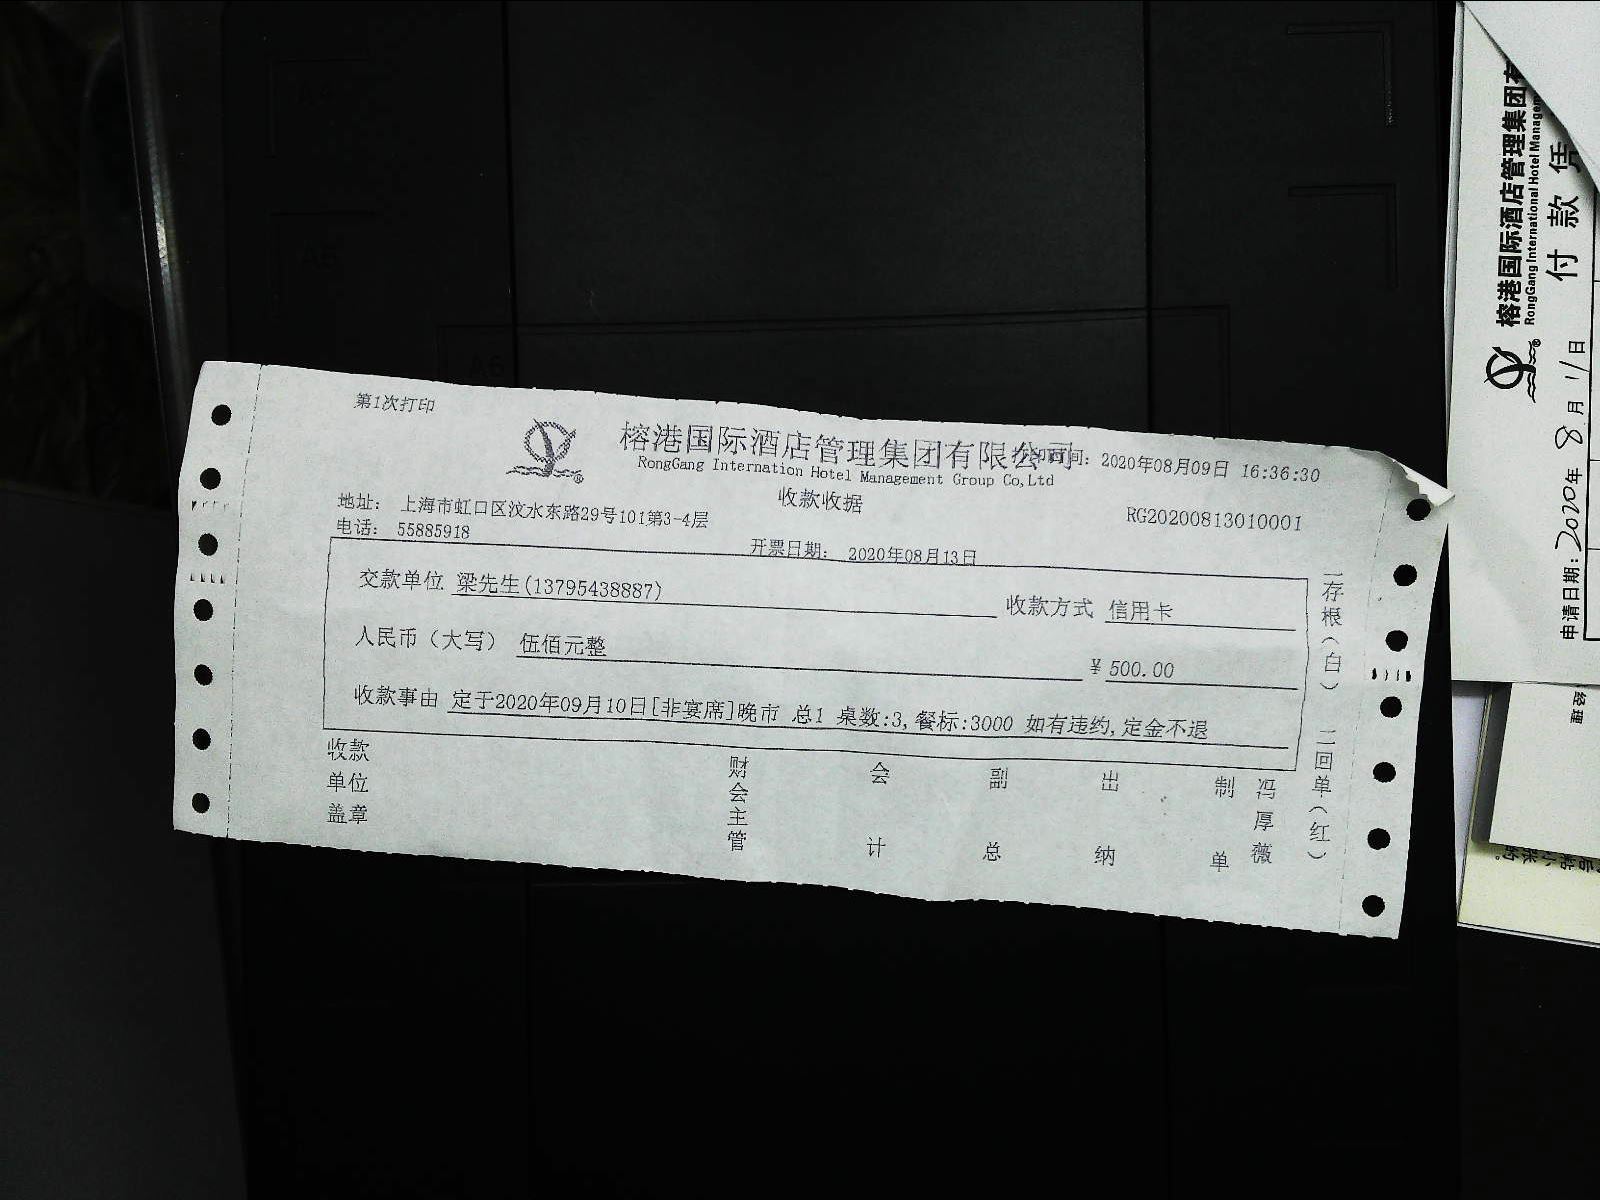 第1次打印
榕港国际酒店管理集团有限公司
打印时间: 2020年08月09日 16:36:30
RongGang Internation Hotel Management Group Co,Ltd
收款收据
地址: 上海市虹口区汶水东路29号101第3-4层
RG20200813010001
电话: 55885918
开票日期: 2020年08月13日
交款单位 梁先生(13795438887)
收款方式 信用卡
人民币（大写） 伍佰元整
¥ 500.00
收款事由 定于2020年09月10日[非宴席]晚市 总1 桌数:3,餐标:3000 如有违约,定金不退
一存根（白） 二回单（红）
收款单位盖章
财会主管
会计
副总
出纳
制单
冯厚薇
榕港国际酒店管理集团
RongGang International Hotel Managem
付款凭
申请日期: 2020年8月11日
经理
A5
A6